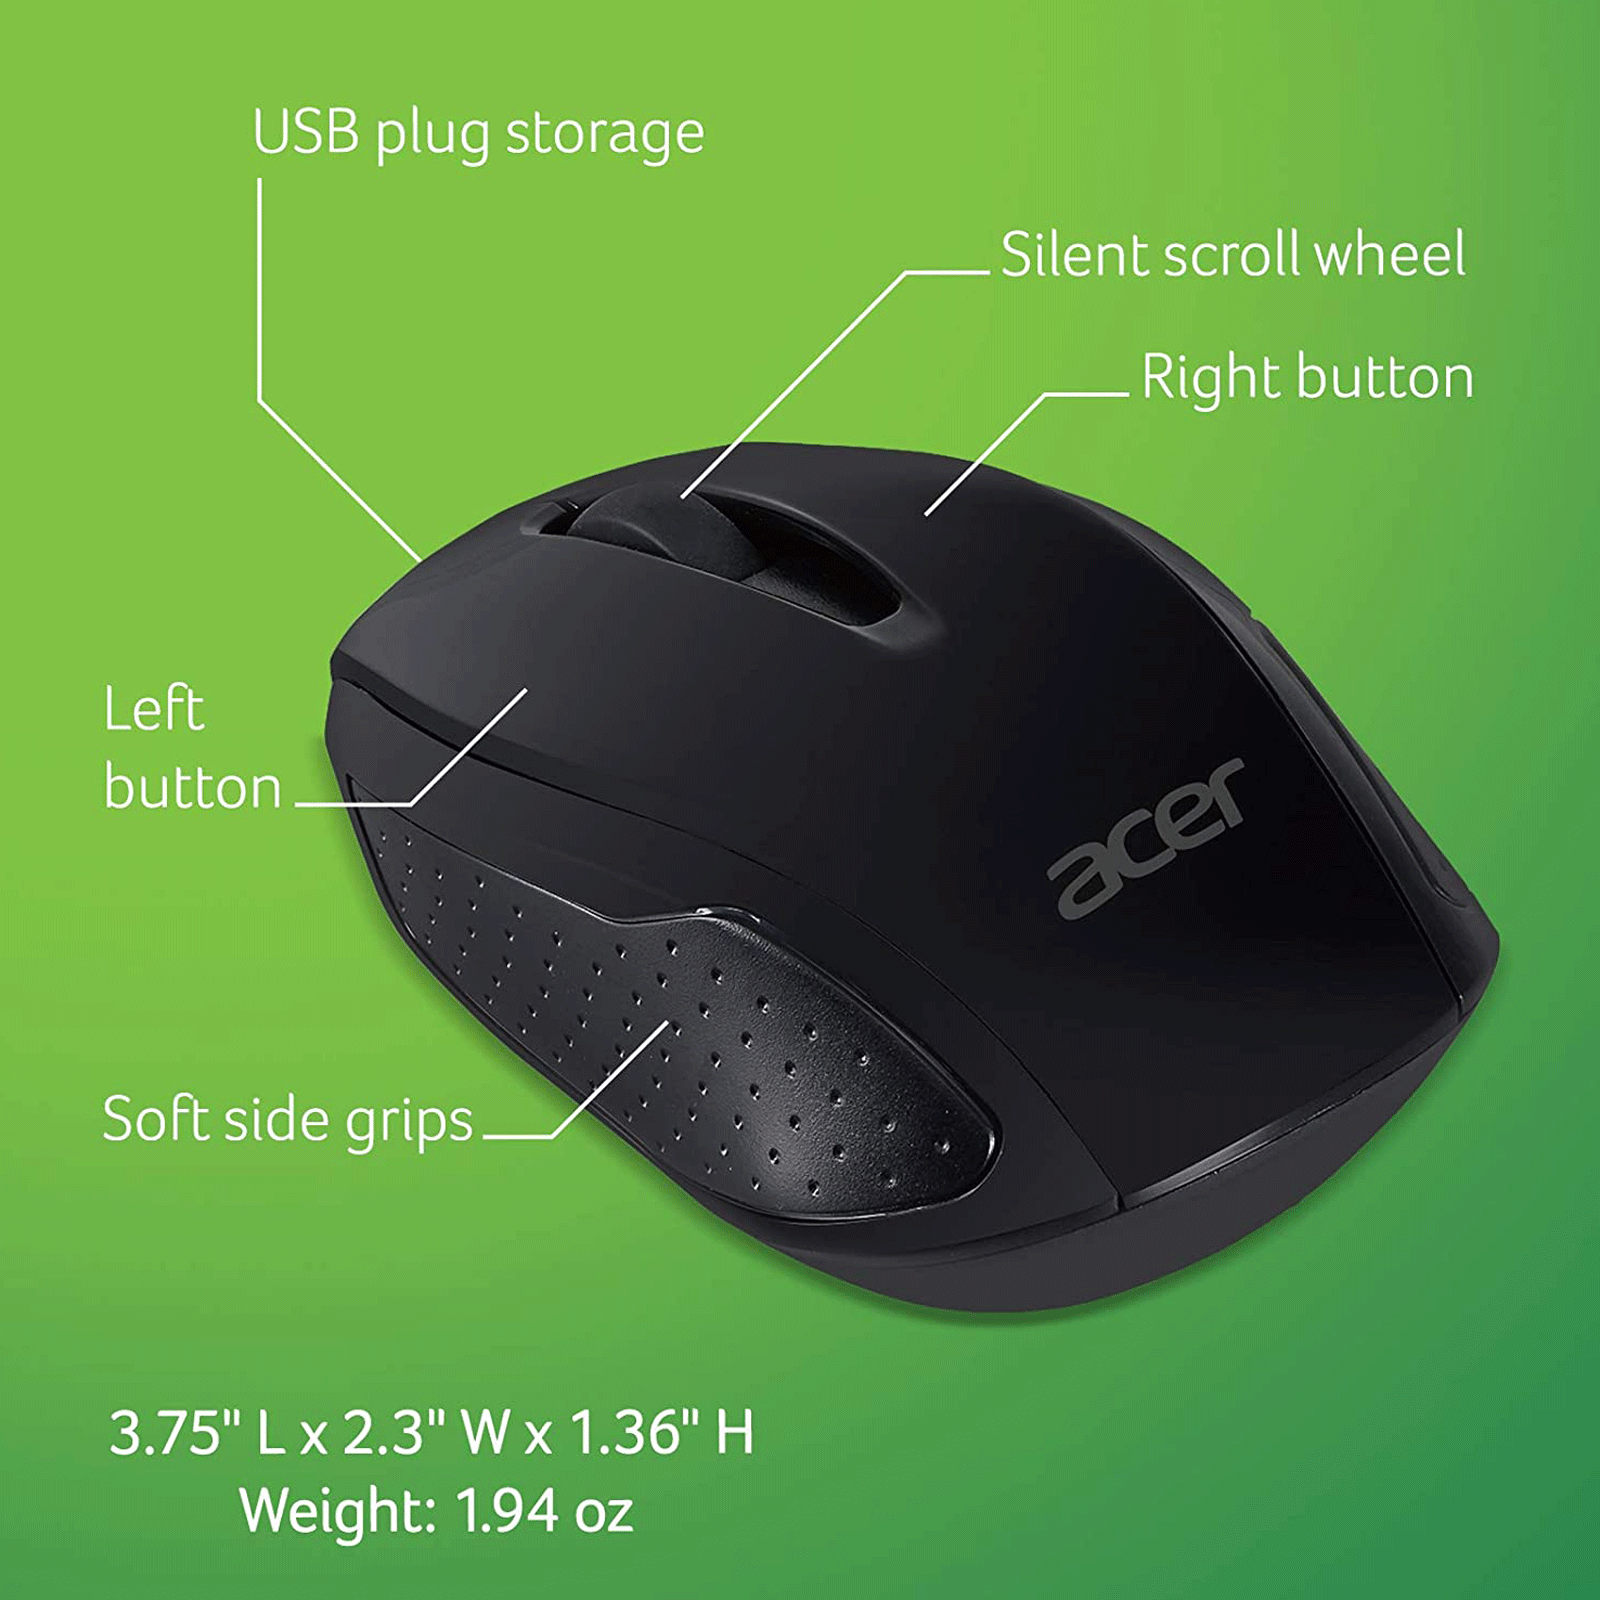 USB plug storage
Silent scroll wheel
Right button
Left
button
acer
Soft side grips
3.75" L x 2.3" W x 1.36" H
Weight: 1.94 oz